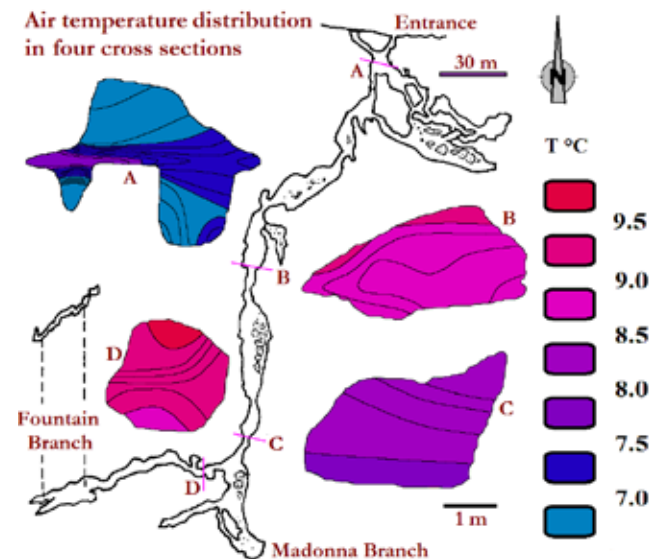 Air temperature distribution
in four cross sections
Entrance
A
30 m
N
T °C
A
B
9.5
9.0
B
8.5
D
8.0
C
Fountain
Branch
C
7.5
D
7.0
1 m
Madonna Branch